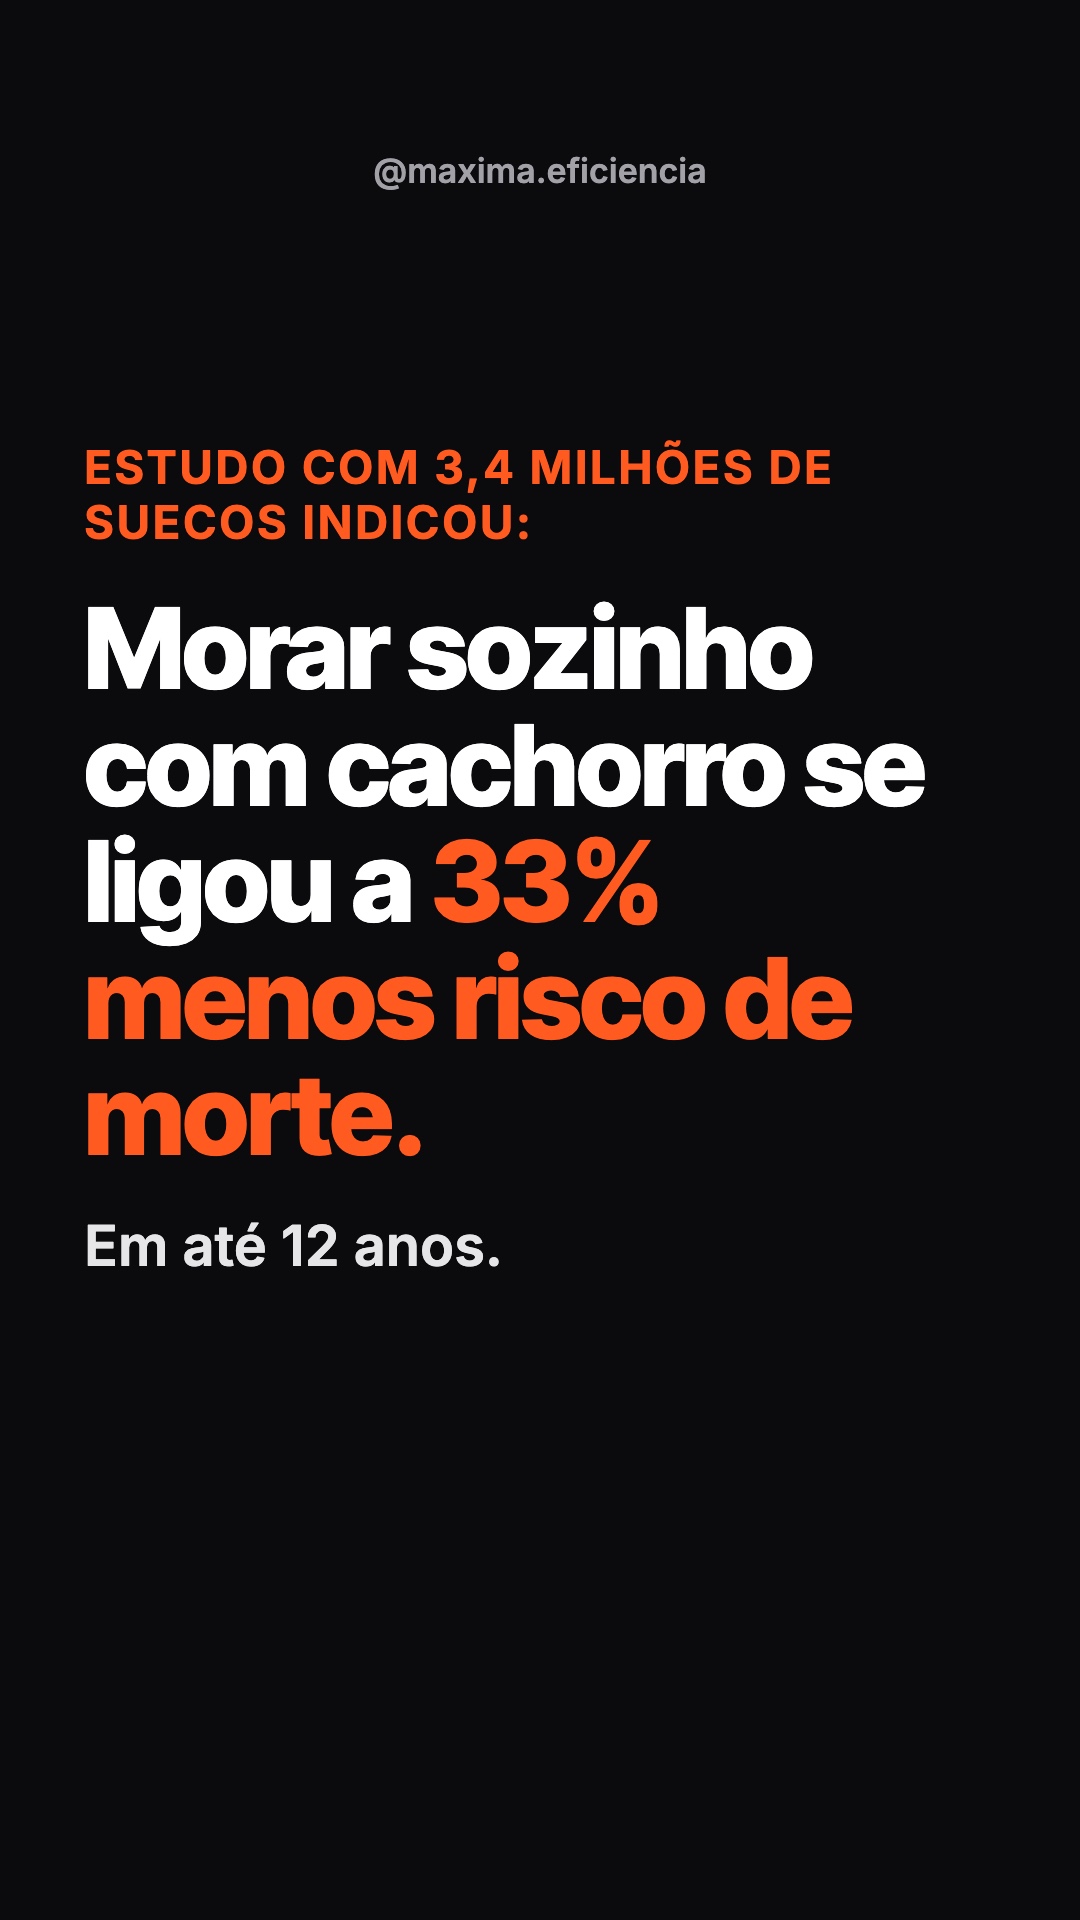 @maxima.eficiencia
ESTUDO COM 3,4 MILHÕES DE
SUECOS INDICOU:
Morar sozinho
com cachorro se
ligou a 33%
menos risco de
morte.
Em até 12 anos.